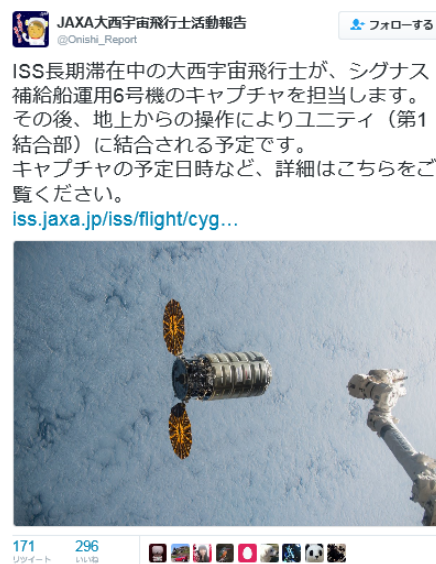 JAXA大西宇宙飛行士活動報告
@Onishi_Report
フォローする
ISS長期滞在中の大西宇宙飛行士が、シグナス
補給船運用6号機のキャプチャを担当します。
その後、地上からの操作によりユニティ（第1
結合部）に結合される予定です。
キャプチャの予定日時など、詳細はこちらをご
覧ください。
iss.jaxa.jp/iss/flight/cyg…
171 296
リツイート いいね